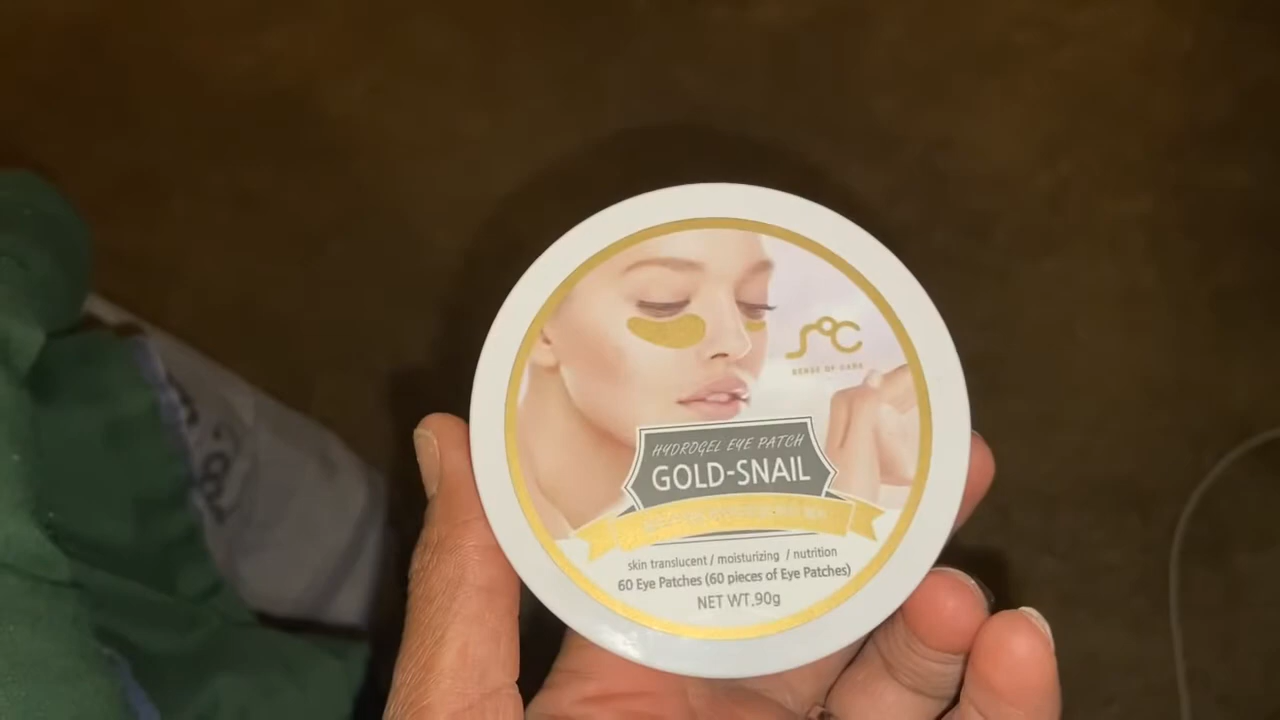 SOC
SENSE OF CARE
HYDROGEL EYE PATCH
GOLD-SNAIL
skin translucent / moisturizing / nutrition
60 Eye Patches (60 pieces of Eye Patches)
NET WT.90g